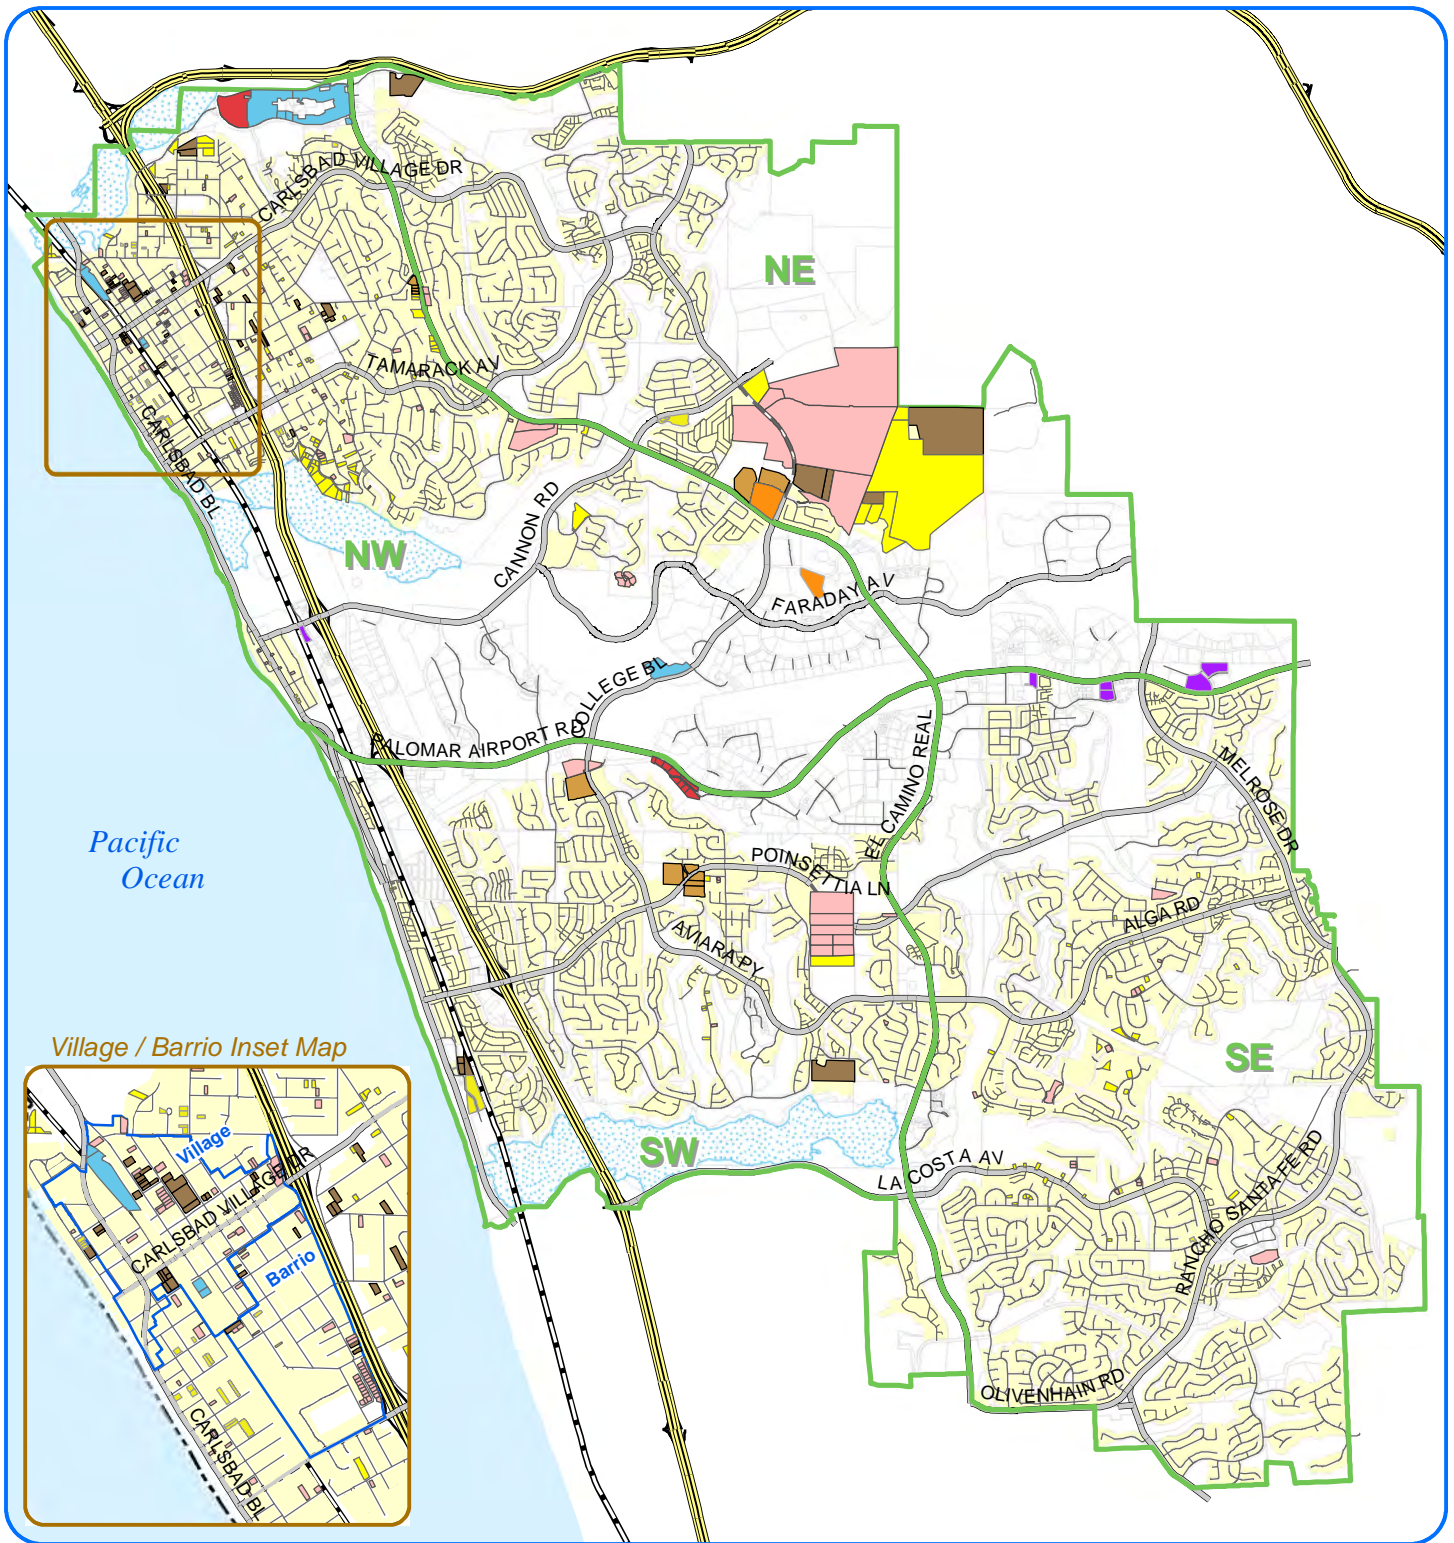 CARLSBAD VILLAGE DR
NE
TAMARACK AV
CARLSBAD BL
NW
CANNON RD
FARADAY AV
COLLEGE BL
PALOMAR AIRPORT RD
EL CAMINO REAL
MELROSE DR
Pacific
Ocean
POINSETTIA LN
ALGA RD
AVIARA PY
Village / Barrio Inset Map
SE
SW
LA COSTA AV
RANCHO SANTA FE RD
OLIVENHAIN RD
Village
CARLSBAD VILLAGE DR
Barrio
CARLSBAD BL